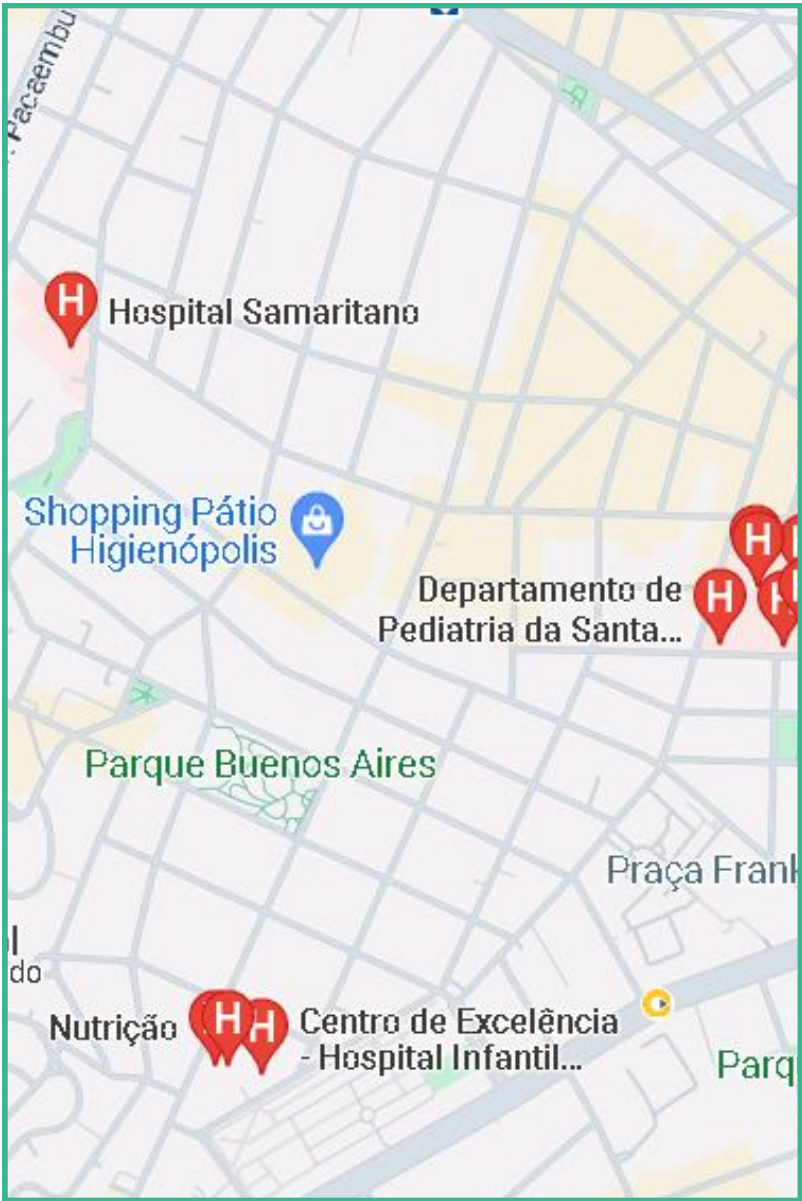 Pacaembu
Hospital Samaritano
Shopping Pátio
Higienópolis
Departamento de
Pediatria da Santa...
Parque Buenos Aires
Praça Frank
l
do
Nutrição
Centro de Excelência
- Hospital Infantil...
Parq
H
H
H
H
H
H